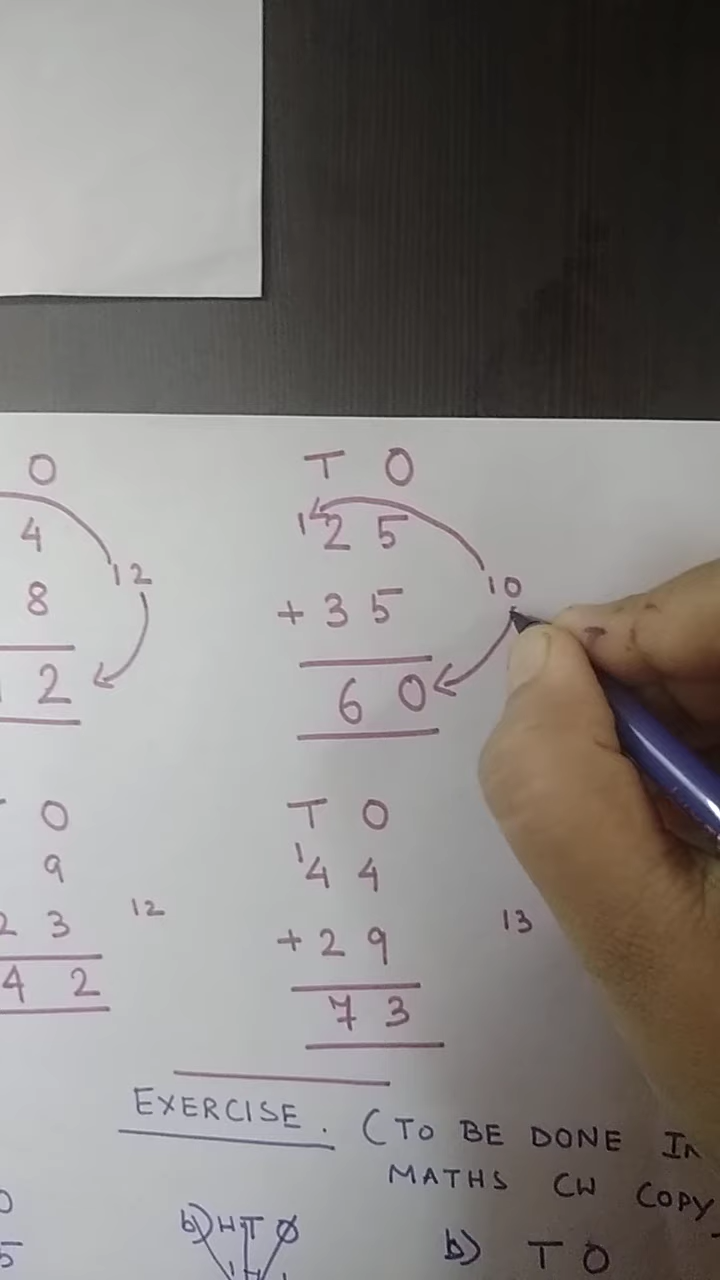 O
4
12
8
2
T O
1 2 5
10
+ 3 5
6 0
O
9
12
2 3
4 2
T O
1
4 4
13
+ 2 9
7 3
EXERCISE. (TO BE DONE IN
MATHS CW COPY
b) H T O
b) T O
5